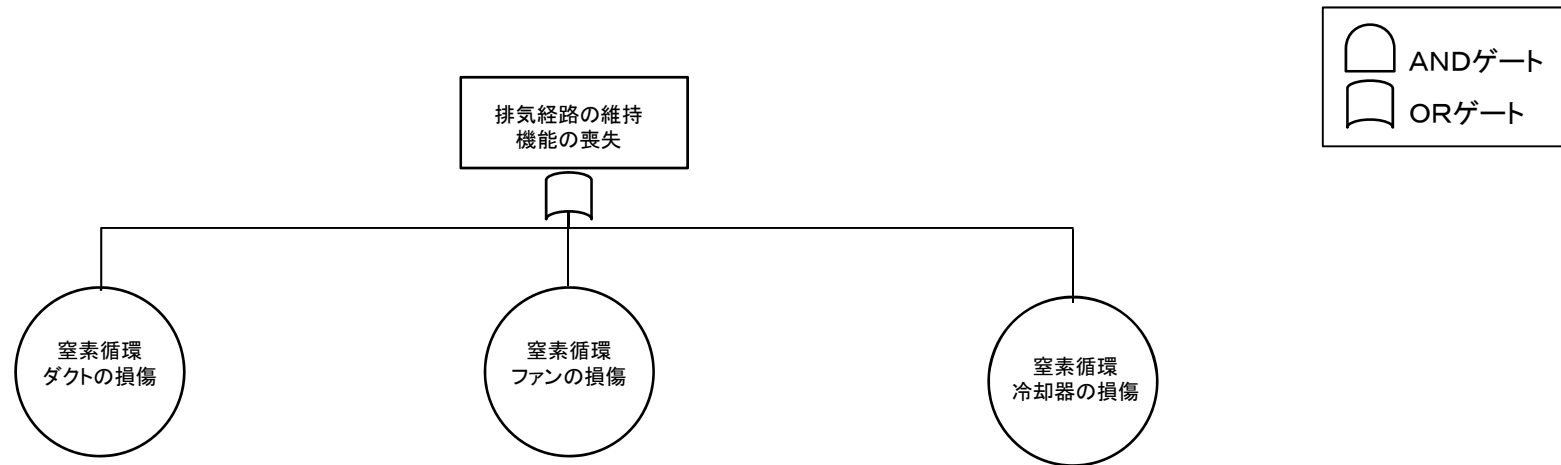 ANDゲート
ORゲート
排気経路の維持
機能の喪失
窒素循環
ダクトの損傷
窒素循環
ファンの損傷
窒素循環
冷却器の損傷